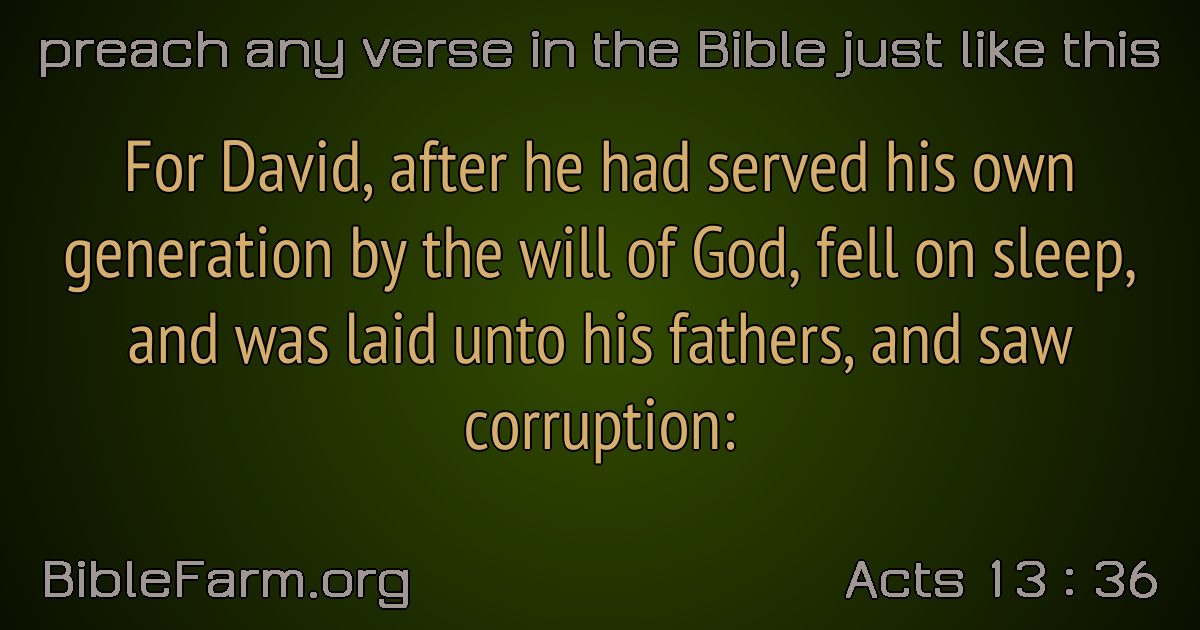 preach any verse in the Bible just like this
For David, after he had served his own
generation by the will of God, fell on sleep,
and was laid unto his fathers, and saw
corruption:
BibleFarm.org
Acts 13 : 36